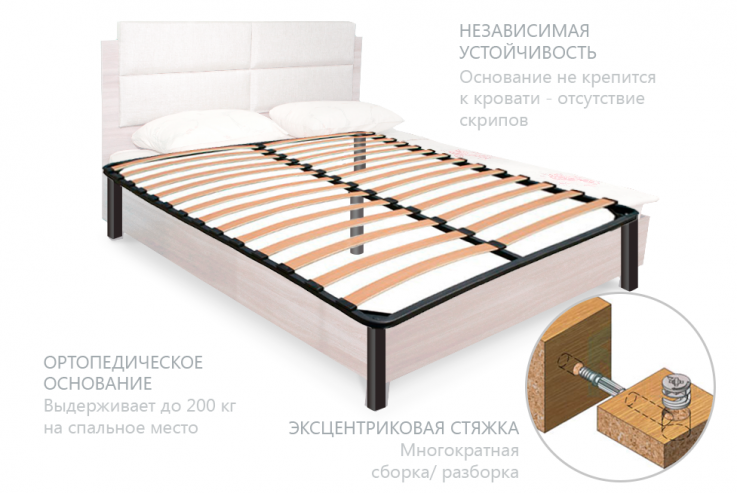 НЕЗАВИСИМАЯ
УСТОЙЧИВОСТЬ
Основание не крепится
к кровати - отсутствие
скрипов
ОРТОПЕДИЧЕСКОЕ
ОСНОВАНИЕ
Выдерживает до 200 кг
на спальное место
ЭКСЦЕНТРИКОВАЯ СТЯЖКА
Многократная
сборка/ разборка